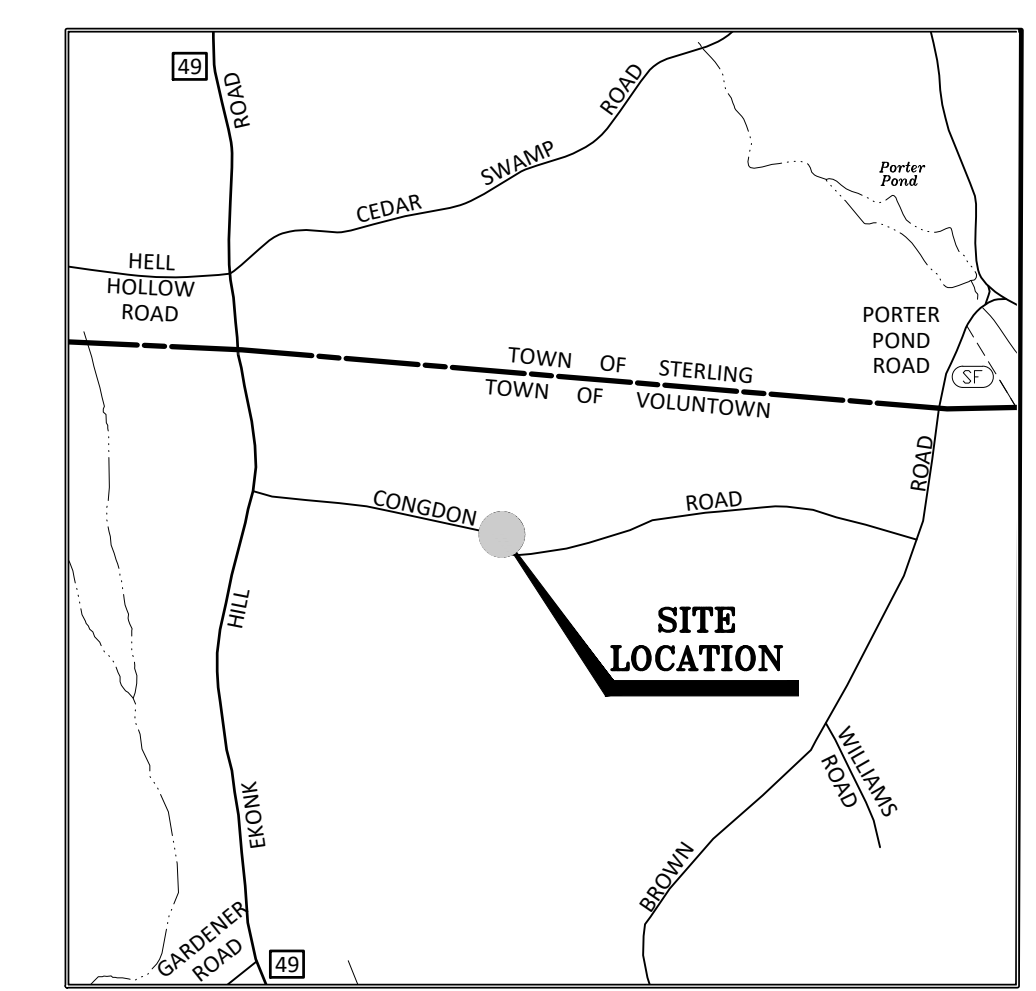 49
ROAD
CEDAR SWAMP ROAD
Porter
Pond
HELL
HOLLOW
ROAD
PORTER
POND
ROAD
SF
TOWN OF STERLING
TOWN OF VOLUNTOWN
ROAD
CONGDON ROAD
HILL
SITE
LOCATION
WILLIAMS
ROAD
EKONK
BROWN
GARDENER
ROAD
49